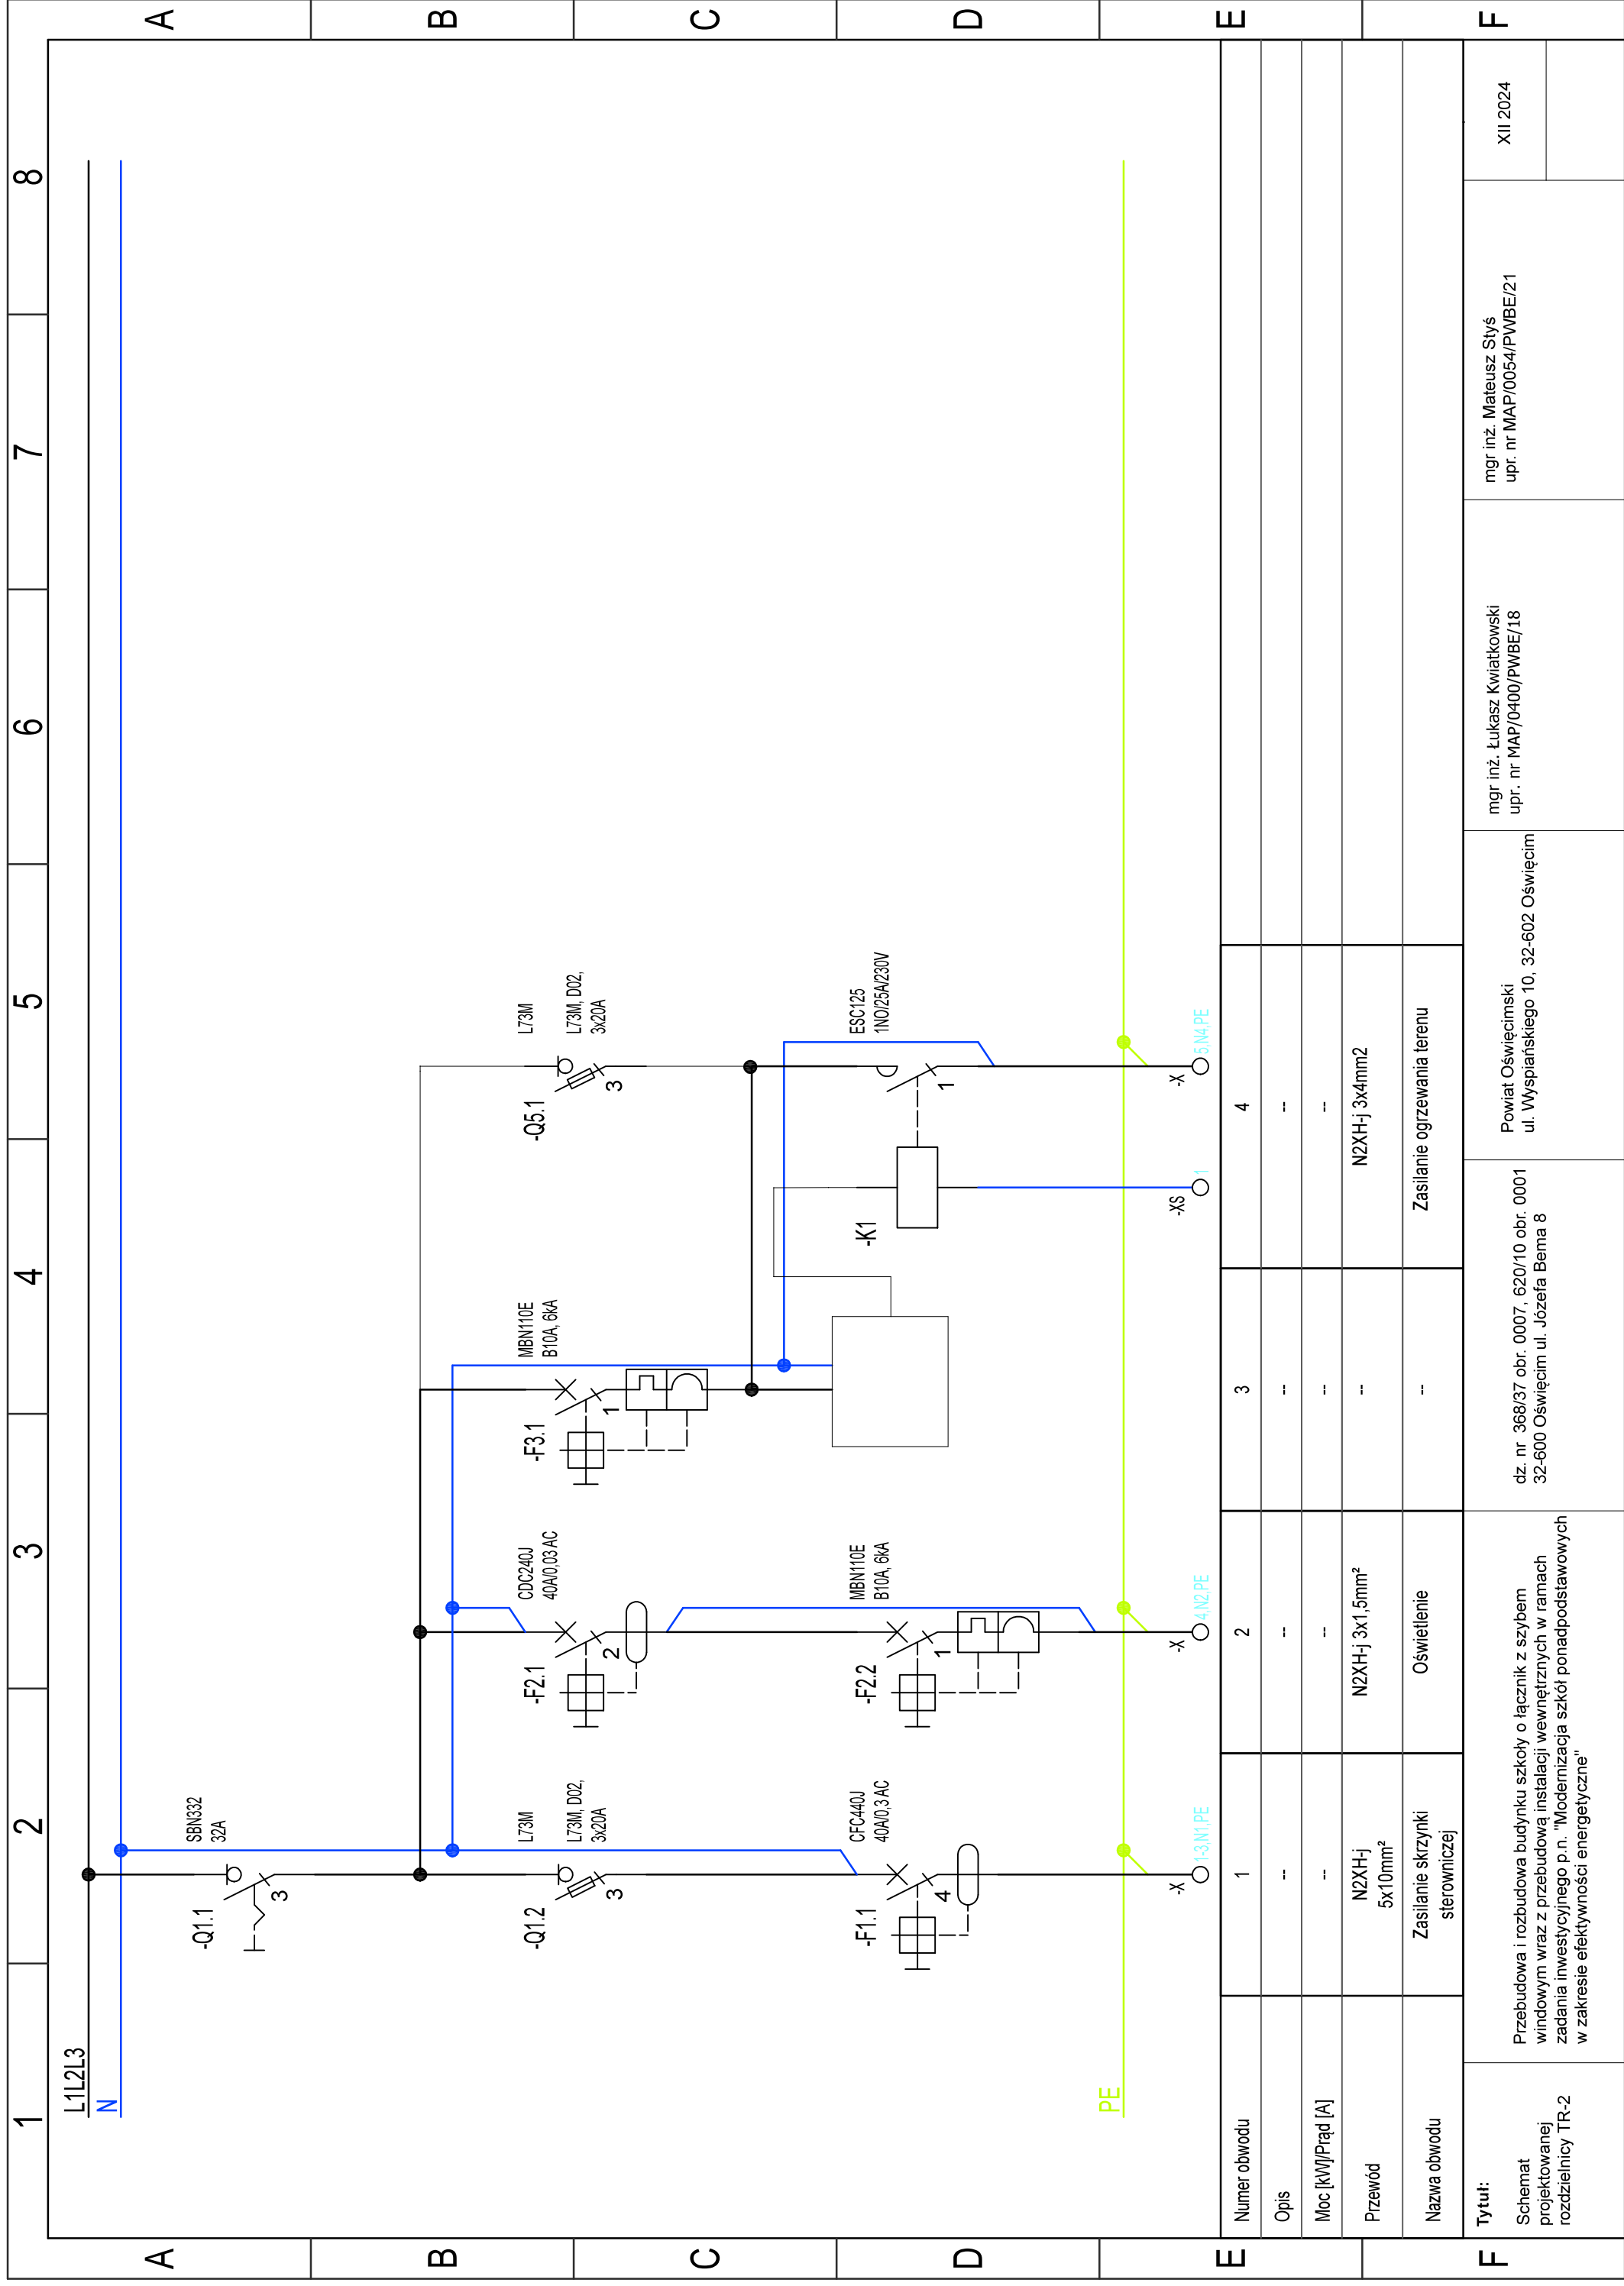 1 2 3 4 5 6 7 8
A
A
B
B
C
C
D
D
E
E
F
F
L1L2L3
N
PE
-Q1.1
3
SBN332
32A
-Q1.2
3
L73M
L73M, D02,
3x20A
-F1.1
4
CFC440J
40A/0,3 AC
-X
1-3,N1,PE
-F2.1
2
CDC240J
40A/0,03 AC
-F2.2
1
MBN110E
B10A, 6kA
-X
4,N2,PE
-F3.1
1
MBN110E
B10A, 6kA
-K1
-XS
1
-Q5.1
3
L73M
L73M, D02,
3x20A
ESC125
1NO/25A/230V
1
-X
5,N4,PE
Numer obwodu 1 2 3 4
Opis -- -- -- --
Moc [kW]/Prąd [A] -- -- -- --
Przewód
N2XH-j
5x10mm²
N2XH-j 3x1,5mm²
--
N2XH-j 3x4mm2
Nazwa obwodu
Zasilanie skrzynki
sterowniczej
Oświetlenie
--
Zasilanie ogrzewania terenu
Tytuł:
Schemat
projektowanej
rozdzielnicy TR-2
Przebudowa i rozbudowa budynku szkoły o łącznik z szybem
windowym wraz z przebudową instalacji wewnętrznych w ramach
zadania inwestycyjnego p.n. "Modernizacja szkół ponadpodstawowych
w zakresie efektywności energetyczne"
dz. nr 368/37 obr. 0007, 620/10 obr. 0001
32-600 Oświęcim ul. Józefa Bema 8
Powiat Oświęcimski
ul. Wyspiańskiego 10, 32-602 Oświęcim
mgr inż. Łukasz Kwiatkowski
upr. nr MAP/0400/PWBE/18
mgr inż. Mateusz Styś
upr. nr MAP/0054/PWBE/21
XII 2024